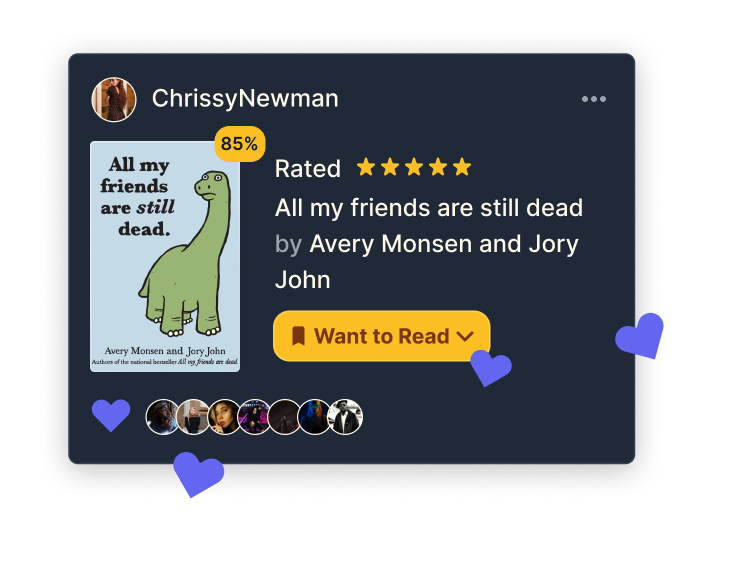 ChrissyNewman
85%
All my
friends
are still
dead.
Avery Monsen and Jory John
Authors of the national bestseller All my friends are dead.
Rated
All my friends are still dead
by Avery Monsen and Jory
John
Want to Read